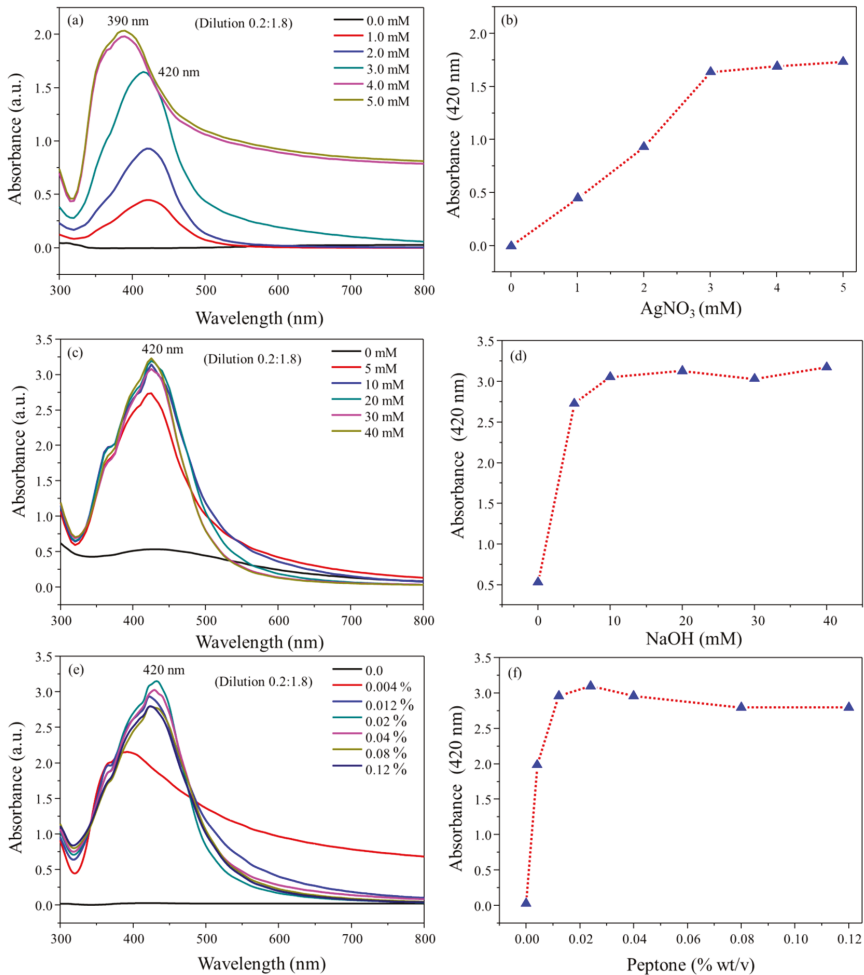 (a)
390 nm
(Dilution 0.2:1.8)
420 nm
0.0 mM
1.0 mM
2.0 mM
3.0 mM
4.0 mM
5.0 mM
Absorbance (a.u.)
2.0
1.5
1.0
0.5
0.0
300 400 500 600 700 800
Wavelength (nm)
(b)
Absorbance (420 nm)
2.0
1.5
1.0
0.5
0.0
0 1 2 3 4 5
AgNO3 (mM)
(c)
420 nm
(Dilution 0.2:1.8)
0 mM
5 mM
10 mM
20 mM
30 mM
40 mM
Absorbance (a.u.)
3.5
3.0
2.5
2.0
1.5
1.0
0.5
0.0
300 400 500 600 700 800
Wavelength (nm)
(d)
Absorbance (420 nm)
3.5
3.0
2.5
2.0
1.5
1.0
0.5
0 10 20 30 40
NaOH (mM)
(e)
420 nm
(Dilution 0.2:1.8)
0.0
0.004 %
0.012 %
0.02 %
0.04 %
0.08 %
0.12 %
Absorbance (a.u.)
3.5
3.0
2.5
2.0
1.5
1.0
0.5
0.0
300 400 500 600 700 800
Wavelength (nm)
(f)
Absorbance (420 nm)
3.5
3.0
2.5
2.0
1.5
1.0
0.5
0.0
0.00 0.02 0.04 0.06 0.08 0.10 0.12
Peptone (% wt/v)